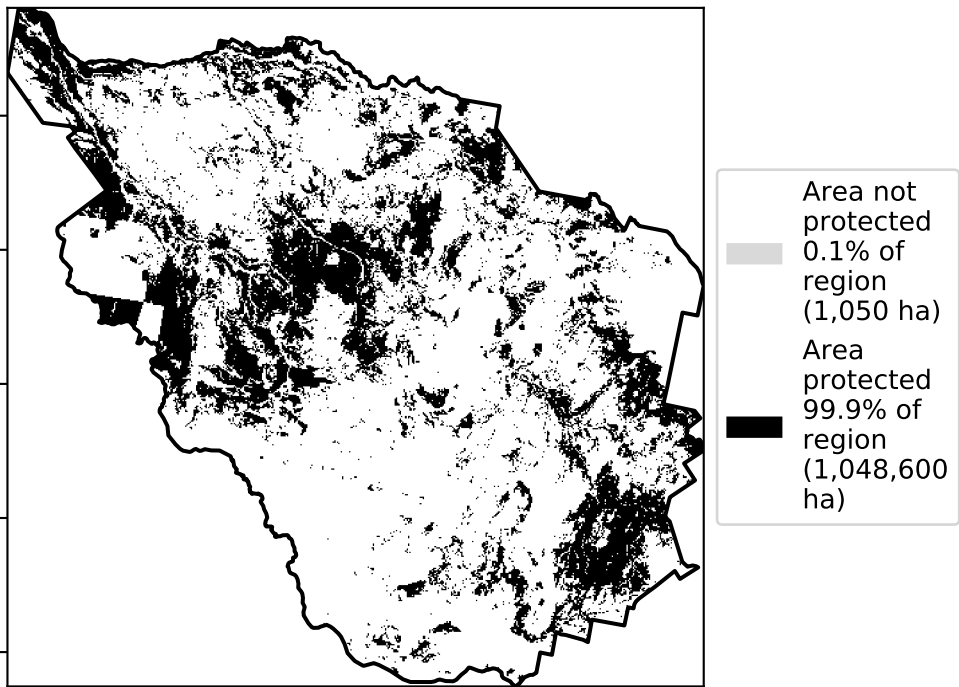 Area not
protected
0.1% of
region
(1,050 ha)
Area
protected
99.9% of
region
(1,048,600
ha)